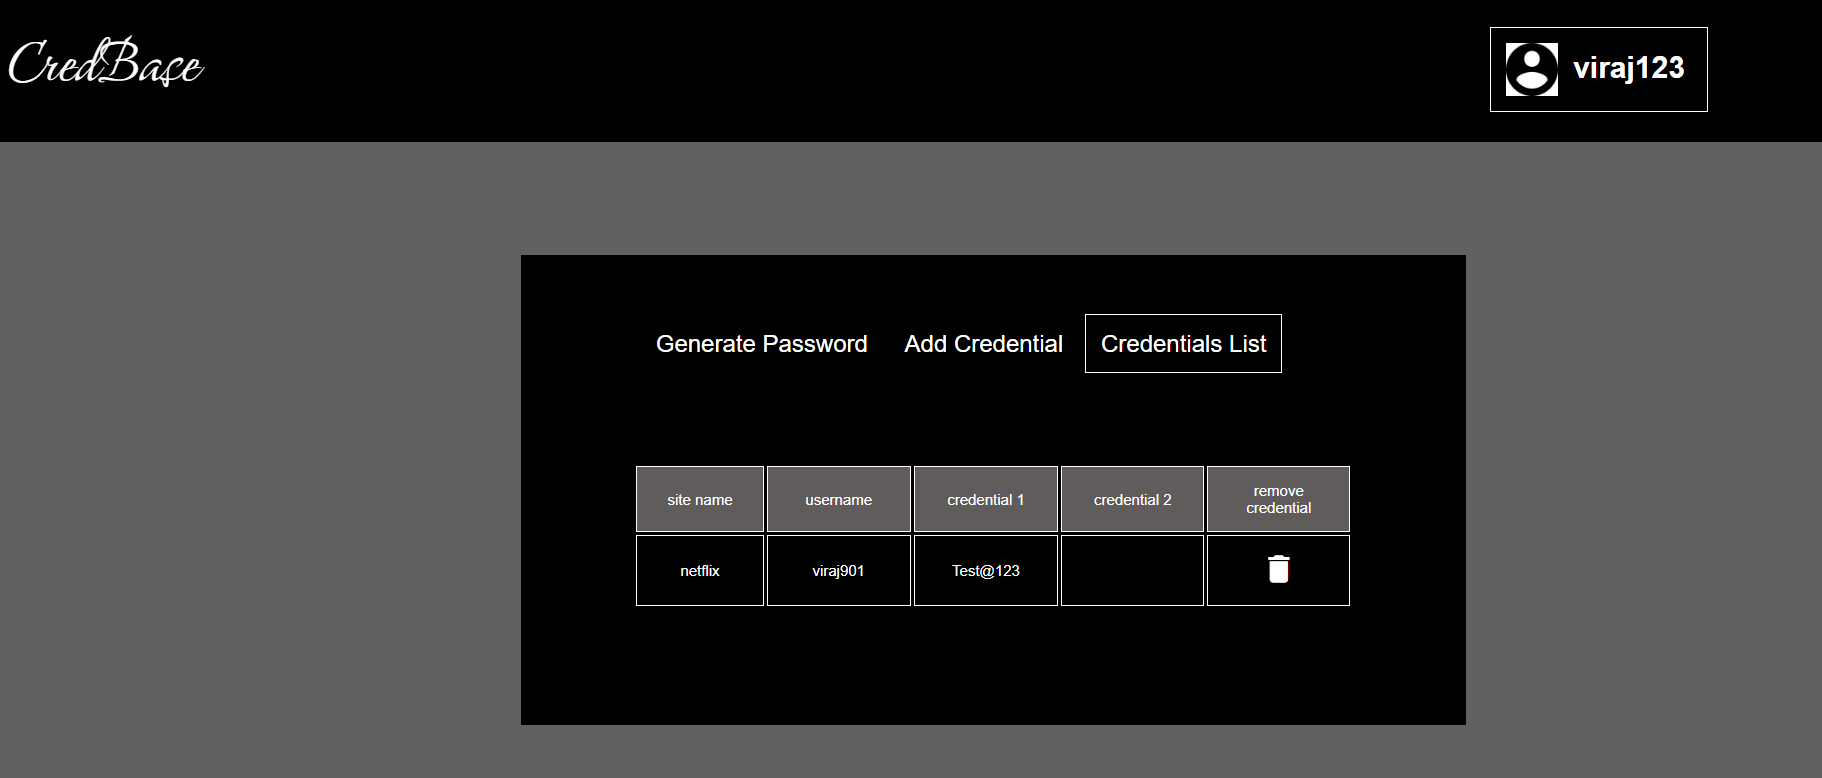 CredBase
viraj123
Generate Password
Add Credential
Credentials List
site name
username
credential 1
credential 2
remove
credential
netflix
viraj901
Test@123